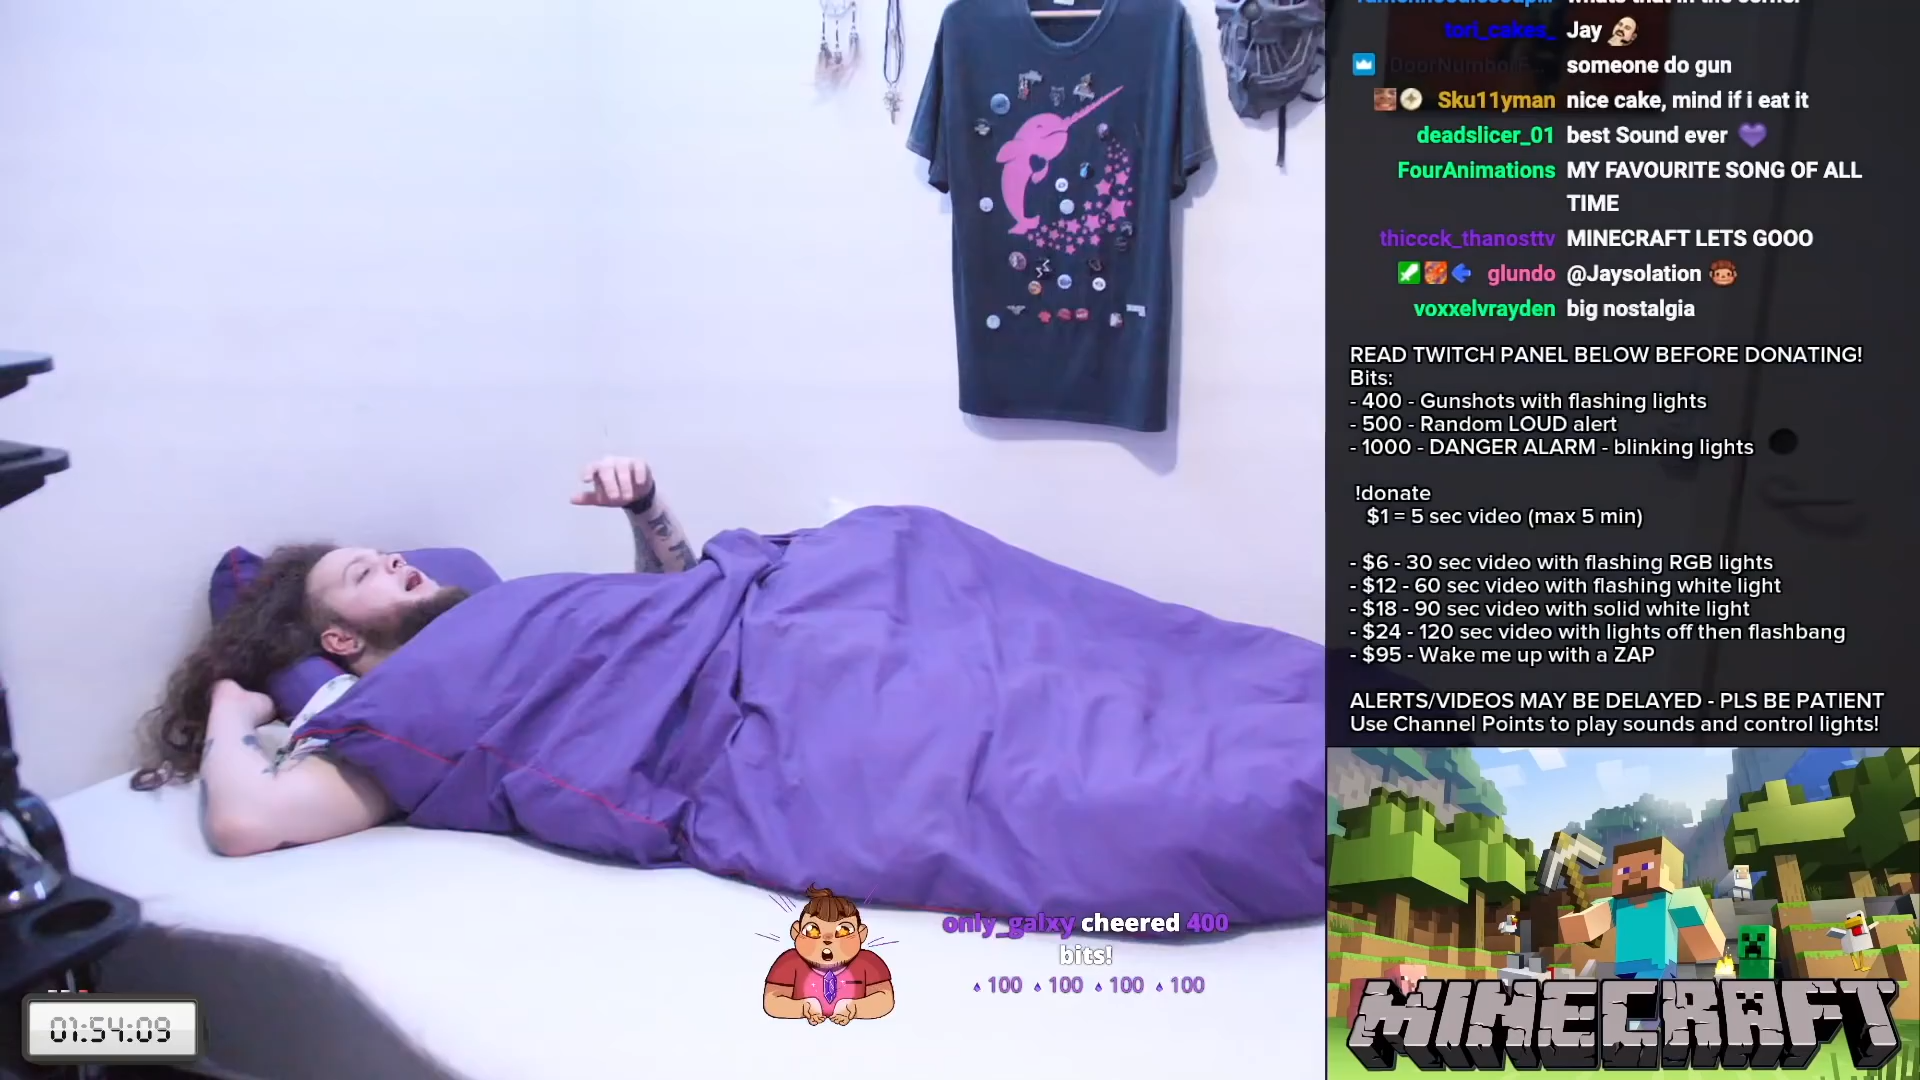 whats that in the corner
tori_cakes_ Jay
DoorNumber someone do gun
Sku11yman nice cake, mind if i eat it
deadslicer_01 best Sound ever
FourAnimations MY FAVOURITE SONG OF ALL
TIME
thiccck_thanosttv MINECRAFT LETS GOOO
glundo @Jaysolation
voxxelvrayden big nostalgia
READ TWITCH PANEL BELOW BEFORE DONATING!
Bits:
- 400 - Gunshots with flashing lights
- 500 - Random LOUD alert
- 1000 - DANGER ALARM - blinking lights
!donate
$1 = 5 sec video (max 5 min)
- $6 - 30 sec video with flashing RGB lights
- $12 - 60 sec video with flashing white light
- $18 - 90 sec video with solid white light
- $24 - 120 sec video with lights off then flashbang
- $95 - Wake me up with a ZAP
ALERTS/VIDEOS MAY BE DELAYED - PLS BE PATIENT
Use Channel Points to play sounds and control lights!
only_galxy cheered 400
bits!
100 100 100 100
01:54:09
MINECRAFT